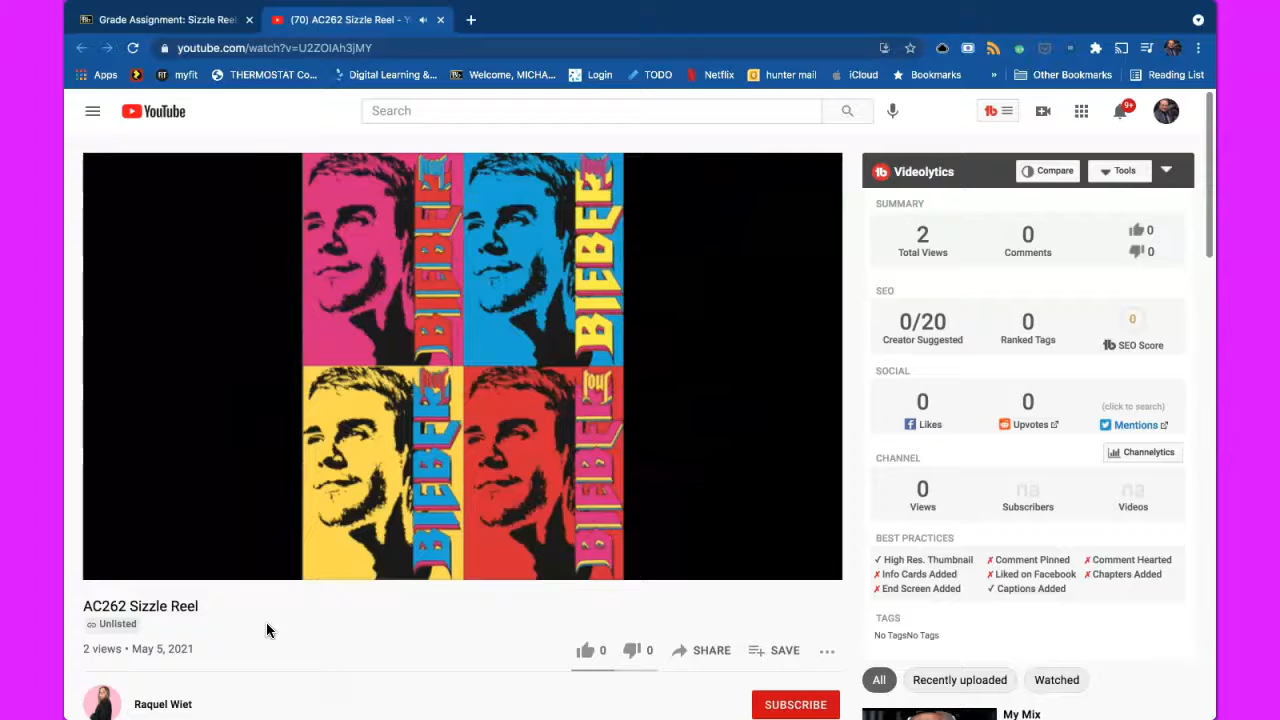 Grade Assignment: Sizzle Reel
(70) AC262 Sizzle Reel - Y
youtube.com/watch?v=U2ZOIAh3jMY
Apps
myfit
THERMOSTAT Co...
Digital Learning &...
Welcome, MICHA...
Login
TODO
Netflix
hunter mail
iCloud
Bookmarks
»
Other Bookmarks
Reading List
YouTube
Search
9+
BIEBER
BIEBER
BIEBER
BIEBER
Videolytics
Compare
Tools
SUMMARY
2
0
0
Total Views
Comments
0
SEO
0/20
0
0
Creator Suggested
Ranked Tags
SEO Score
SOCIAL
0
0
(click to search)
Likes
Upvotes
Mentions
CHANNEL
Channelytics
0
na
na
Views
Subscribers
Videos
BEST PRACTICES
✓ High Res. Thumbnail
✗ Comment Pinned
✗ Comment Hearted
✗ Info Cards Added
✗ Liked on Facebook
✗ Chapters Added
✗ End Screen Added
✓ Captions Added
TAGS
No TagsNo Tags
AC262 Sizzle Reel
Unlisted
2 views • May 5, 2021
0
0
SHARE
SAVE
Raquel Wiet
SUBSCRIBE
All
Recently uploaded
Watched
My Mix